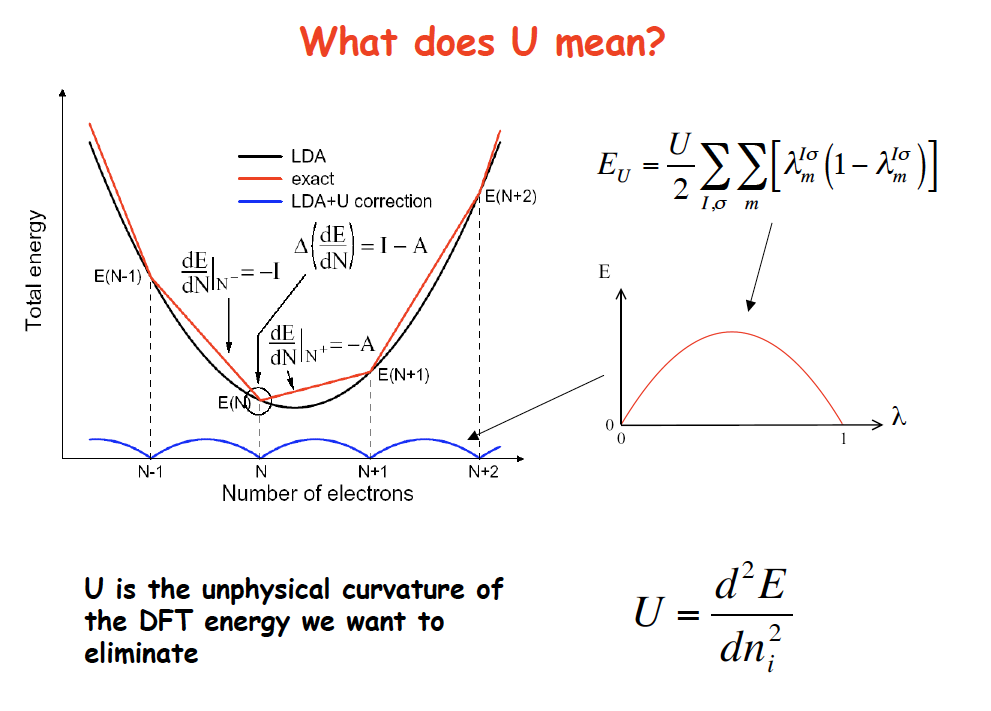 What does U mean?
LDA
exact
LDA+U correction
Total energy
E(N-1)
dE/dN|N⁻ = –I
Δ(dE/dN) = I – A
dE/dN|N⁺ = –A
E(N)
E(N+1)
E(N+2)
N-1 N N+1 N+2
Number of electrons
E_U = U/2 ∑_{I,σ} ∑_m [λ_m^{Iσ} (1 – λ_m^{Iσ})]
E
0
0 1
λ
U is the unphysical curvature of
the DFT energy we want to
eliminate
U = d²E/dn_i²